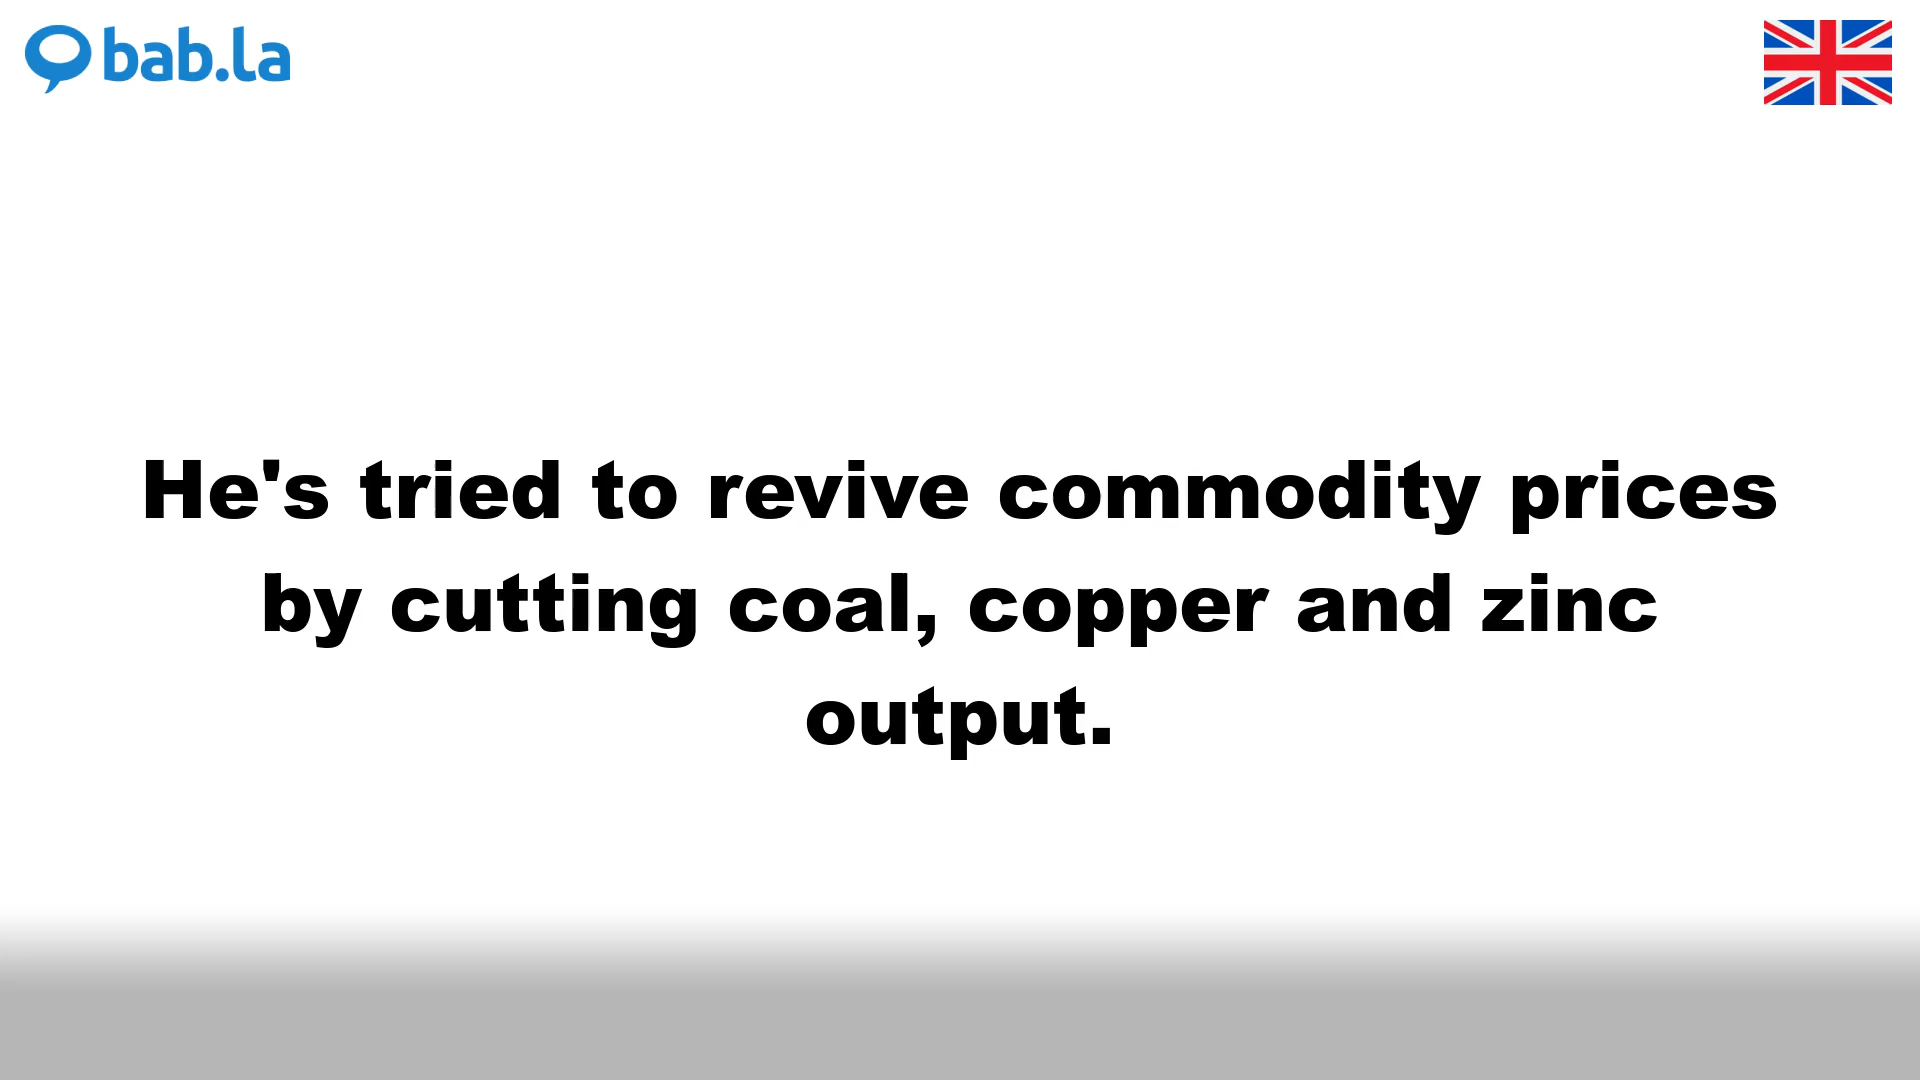 bab.la
He's tried to revive commodity prices
by cutting coal, copper and zinc
output.